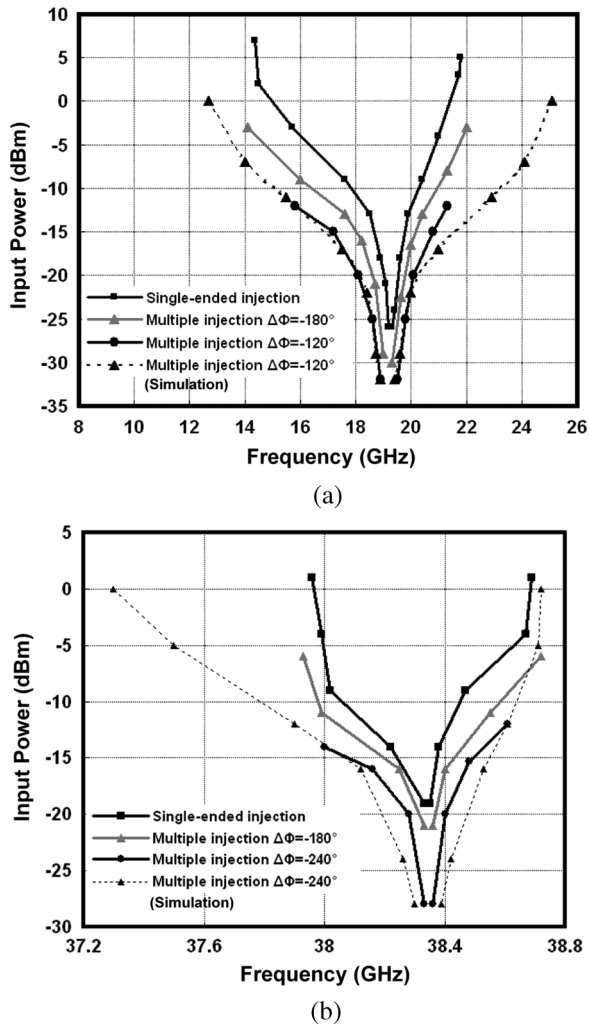 10
5
0
-5
-10
-15
-20
-25
-30
-35
Input Power (dBm)
Single-ended injection
Multiple injection ΔΦ=-180°
Multiple injection ΔΦ=-120°
Multiple injection ΔΦ=-120°
(Simulation)
8 10 12 14 16 18 20 22 24 26
Frequency (GHz)
(a)
5
0
-5
-10
-15
-20
-25
-30
Input Power (dBm)
Single-ended injection
Multiple injection ΔΦ=-180°
Multiple injection ΔΦ=-240°
Multiple injection ΔΦ=-240°
(Simulation)
37.2 37.6 38 38.4 38.8
Frequency (GHz)
(b)